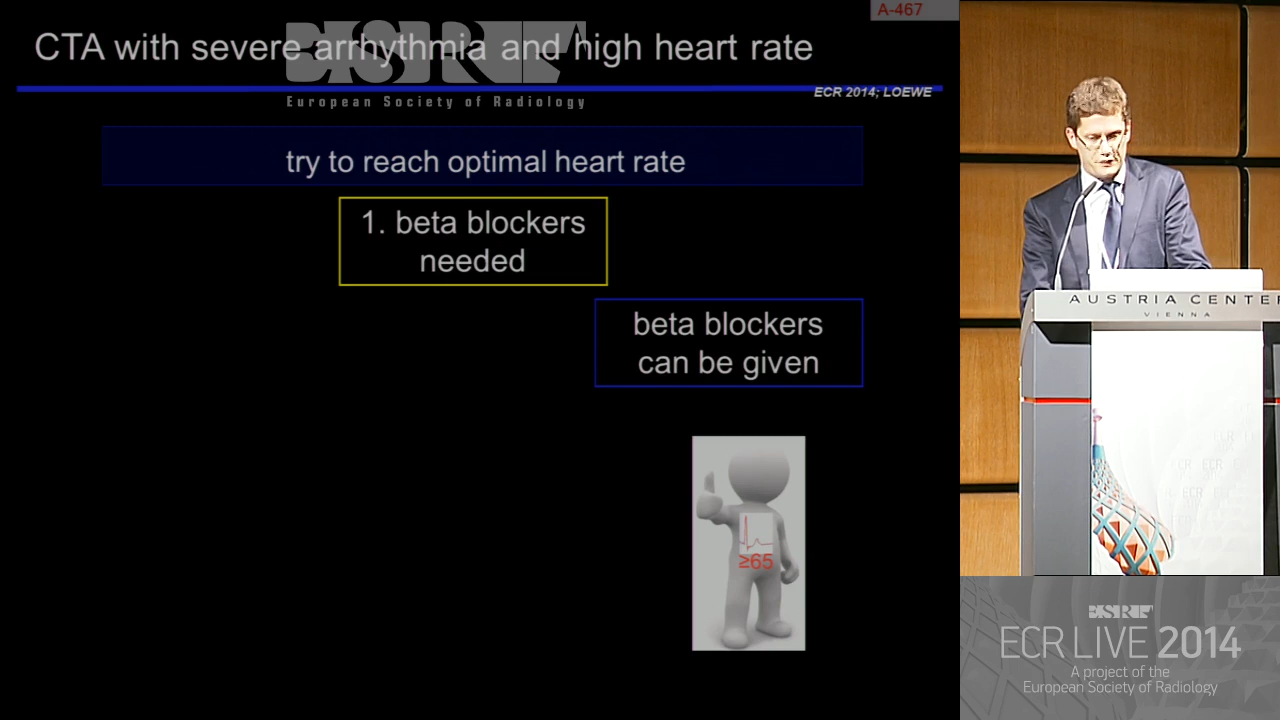 A-467
CTA with severe arrhythmia and high heart rate
ESR
European Society of Radiology
ECR 2014; LOEWE
try to reach optimal heart rate
1. beta blockers
needed
beta blockers
can be given
≥65
AUSTRIA CENTER
VIENNA
ESR
ECR LIVE 2014
A project of the
European Society of Radiology